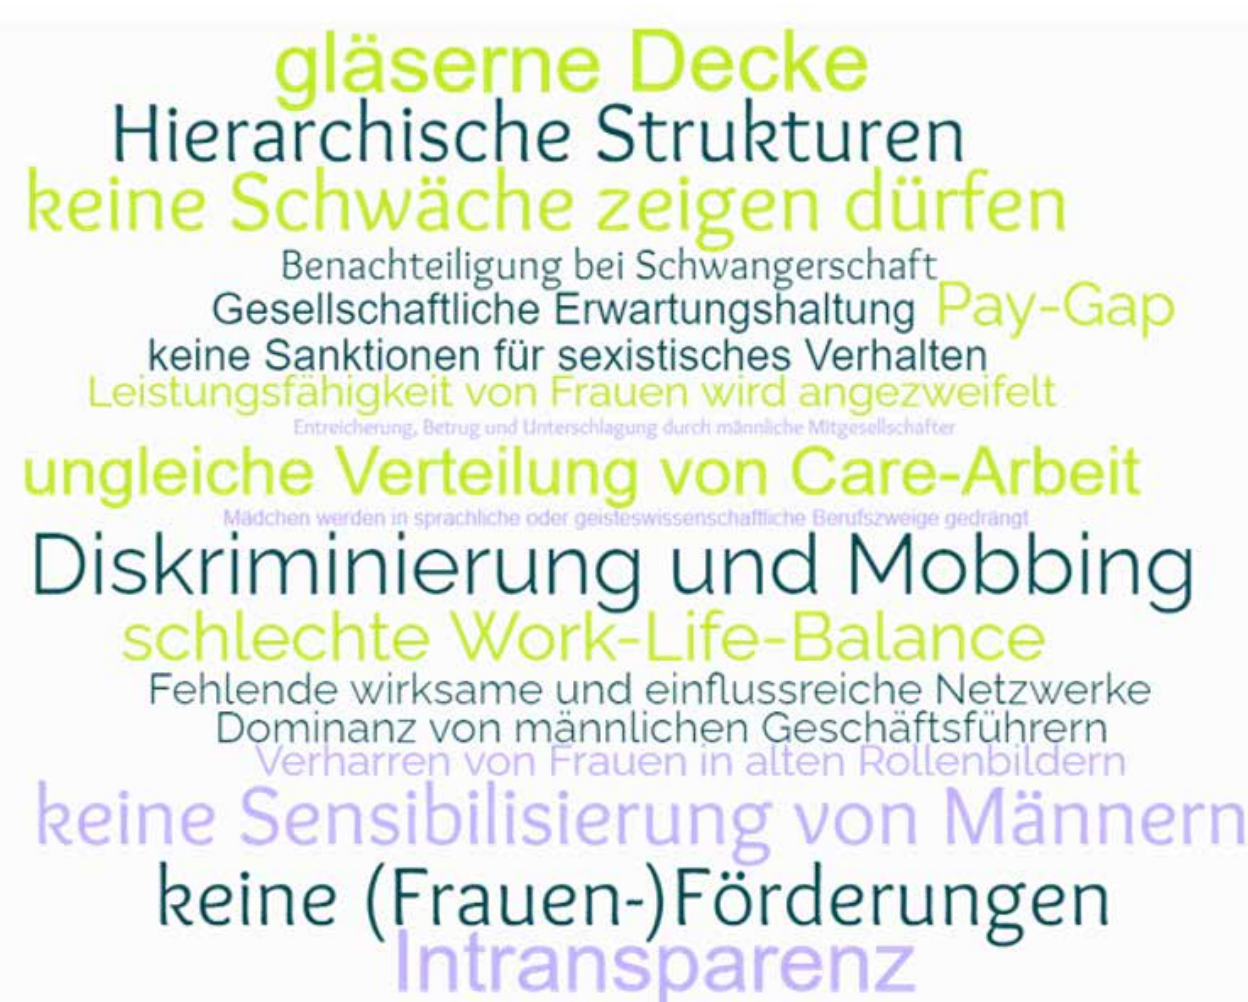 gläserne Decke
Hierarchische Strukturen
keine Schwäche zeigen dürfen
Benachteiligung bei Schwangerschaft
Gesellschaftliche Erwartungshaltung Pay-Gap
keine Sanktionen für sexistisches Verhalten
Leistungsfähigkeit von Frauen wird angezweifelt
Entreicherung, Betrug und Unterschlagung durch männliche Mitgesellschafter
ungleiche Verteilung von Care-Arbeit
Mädchen werden in sprachliche oder geisteswissenschaftliche Berufszweige gedrängt
Diskriminierung und Mobbing
schlechte Work-Life-Balance
Fehlende wirksame und einflussreiche Netzwerke
Dominanz von männlichen Geschäftsführern
Verharren von Frauen in alten Rollenbildern
keine Sensibilisierung von Männern
keine (Frauen-)Förderungen
Intransparenz